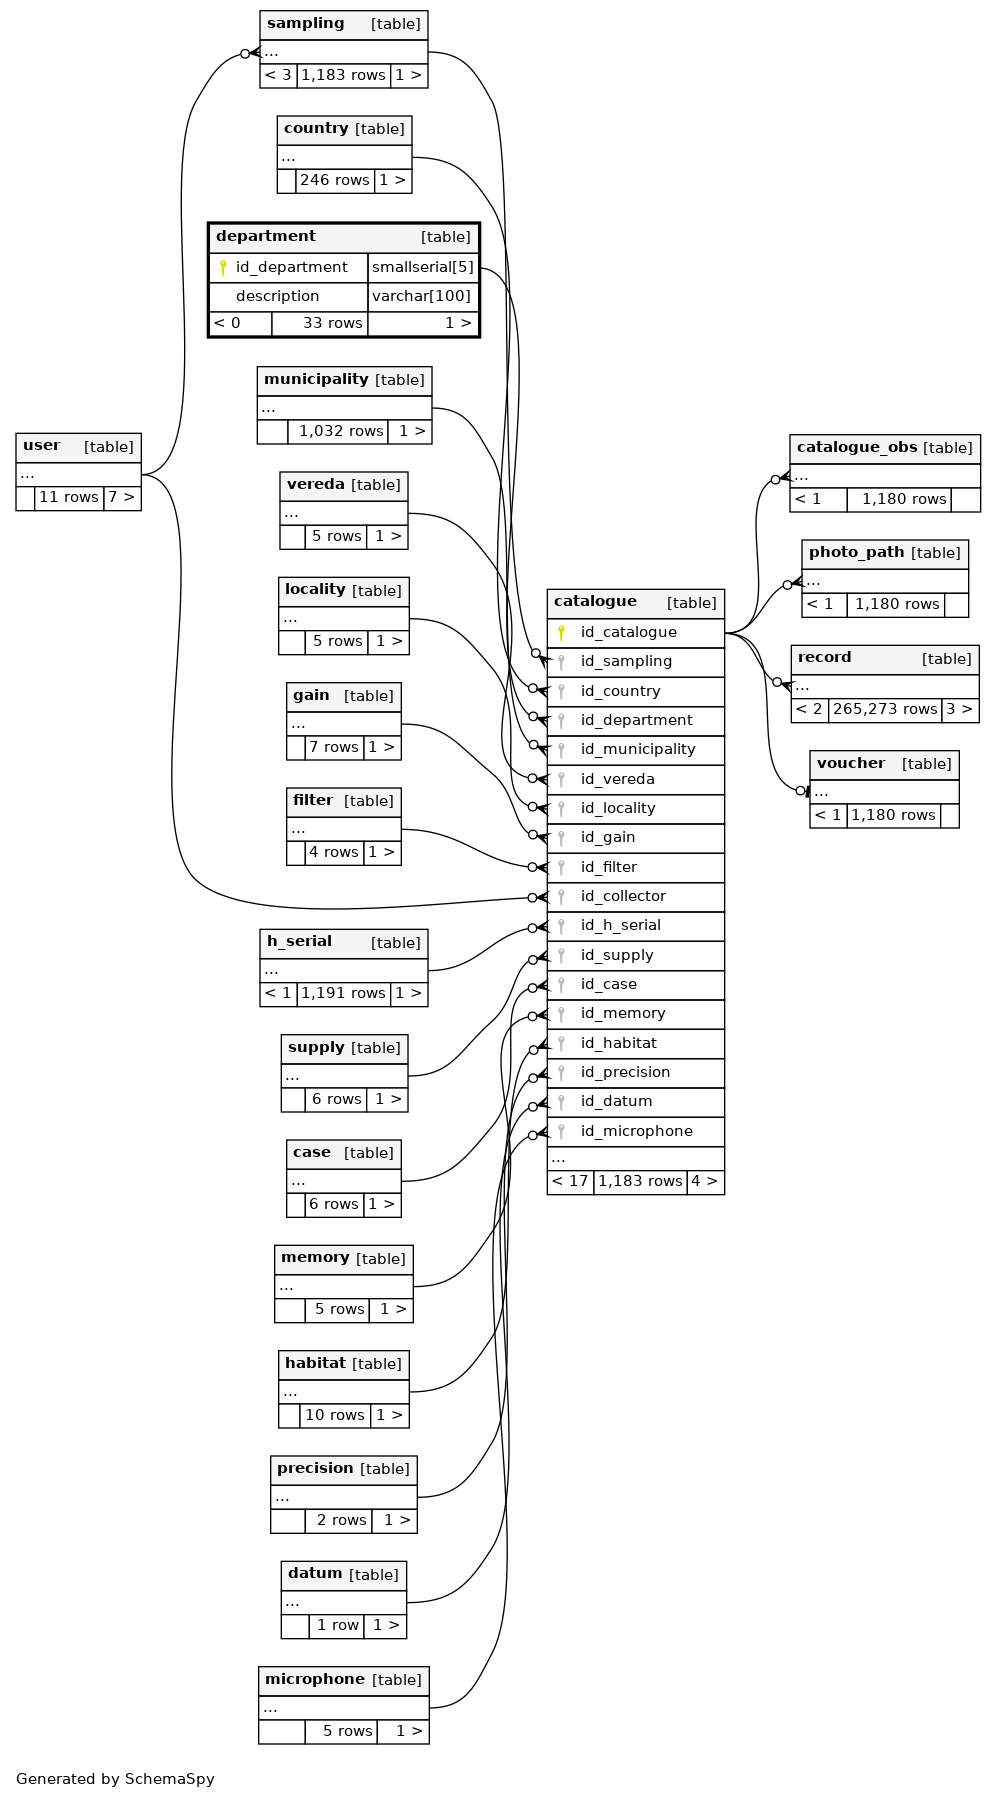 sampling [table]
...
< 3 1,183 rows 1 >
country [table]
...
246 rows 1 >
department [table]
id_department smallserial[5]
description varchar[100]
< 0 33 rows 1 >
municipality [table]
...
1,032 rows 1 >
user [table]
...
11 rows 7 >
vereda [table]
...
5 rows 1 >
locality [table]
...
5 rows 1 >
gain [table]
...
7 rows 1 >
filter [table]
...
4 rows 1 >
h_serial [table]
...
< 1 1,191 rows 1 >
supply [table]
...
6 rows 1 >
case [table]
...
6 rows 1 >
memory [table]
...
5 rows 1 >
habitat [table]
...
10 rows 1 >
precision [table]
...
2 rows 1 >
datum [table]
...
1 row 1 >
microphone [table]
...
5 rows 1 >
catalogue [table]
id_catalogue
id_sampling
id_country
id_department
id_municipality
id_vereda
id_locality
id_gain
id_filter
id_collector
id_h_serial
id_supply
id_case
id_memory
id_habitat
id_precision
id_datum
id_microphone
...
< 17 1,183 rows 4 >
catalogue_obs [table]
...
< 1 1,180 rows
photo_path [table]
...
< 1 1,180 rows
record [table]
...
< 2 265,273 rows 3 >
voucher [table]
...
< 1 1,180 rows
Generated by SchemaSpy